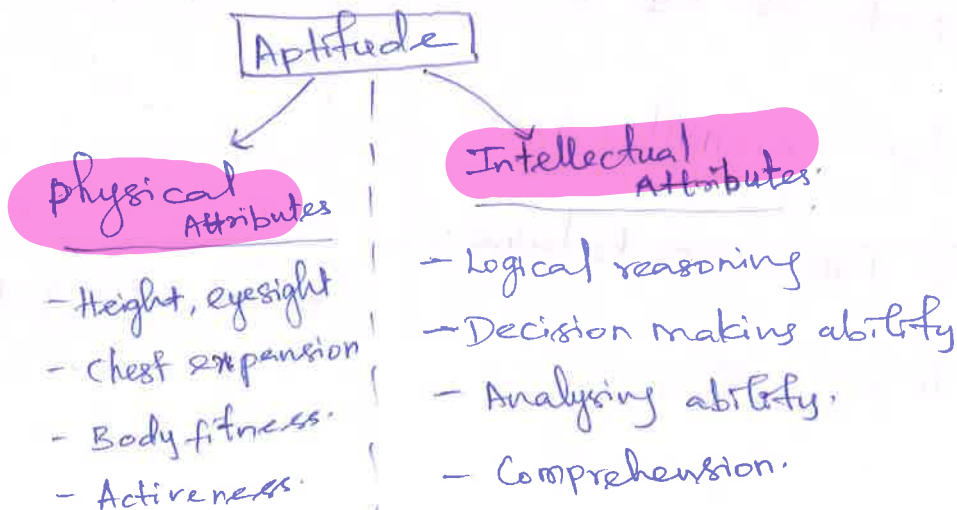 Aptitude
Physical
Attributes
- Height, eyesight
- Chest expansion
- Body fitness.
- Activeness.
Intellectual
Attributes.
- Logical reasoning
- Decision making ability
- Analysing ability.
- Comprehension.